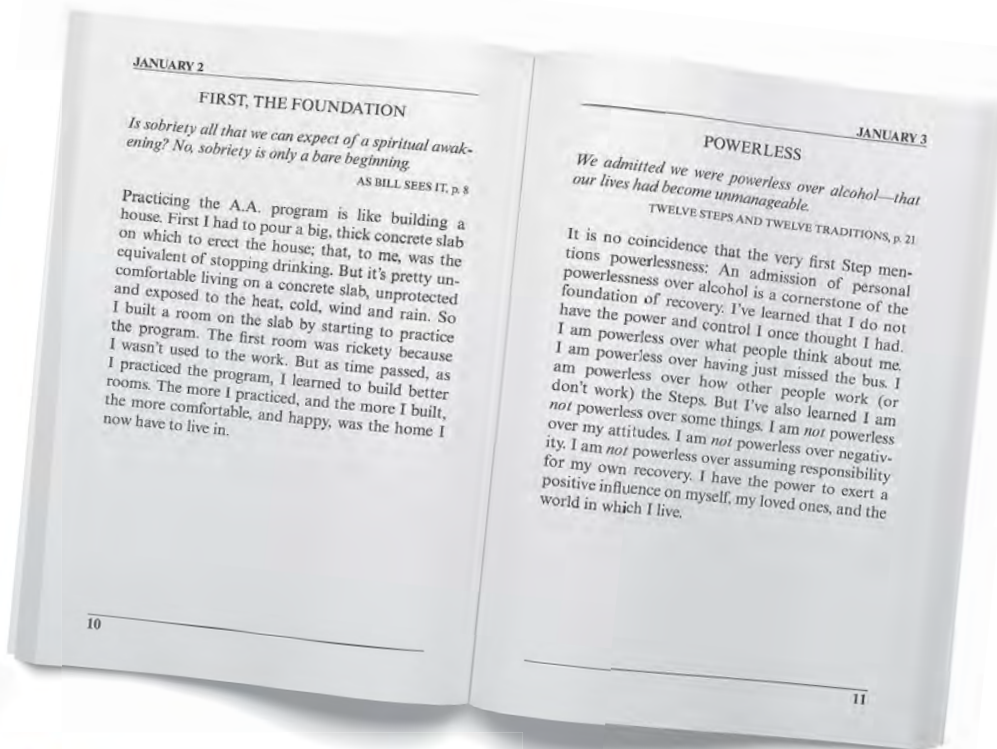 JANUARY 2
FIRST, THE FOUNDATION
Is sobriety all that we can expect of a spiritual awak-
ening? No, sobriety is only a bare beginning.
AS BILL SEES IT, p. 8
Practicing the A.A. program is like building a
house. First I had to pour a big, thick concrete slab
on which to erect the house; that, to me, was the
equivalent of stopping drinking. But it's pretty un-
comfortable living on a concrete slab, unprotected
and exposed to the heat, cold, wind and rain. So
I built a room on the slab by starting to practice
the program. The first room was rickety because
I wasn't used to the work. But as time passed, as
I practiced the program, I learned to build better
rooms. The more I practiced, and the more I built,
the more comfortable, and happy, was the home I
now have to live in.
10
JANUARY 3
POWERLESS
We admitted we were powerless over alcohol—that
our lives had become unmanageable.
TWELVE STEPS AND TWELVE TRADITIONS, p. 21
It is no coincidence that the very first Step men-
tions powerlessness: An admission of personal
powerlessness over alcohol is a cornerstone of the
foundation of recovery. I've learned that I do not
have the power and control I once thought I had.
I am powerless over what people think about me.
I am powerless over having just missed the bus. I
am powerless over how other people work (or
don't work) the Steps. But I've also learned I am
not powerless over some things. I am not powerless
over my attitudes. I am not powerless over negativ-
ity. I am not powerless over assuming responsibility
for my own recovery. I have the power to exert a
positive influence on myself, my loved ones, and the
world in which I live.
11